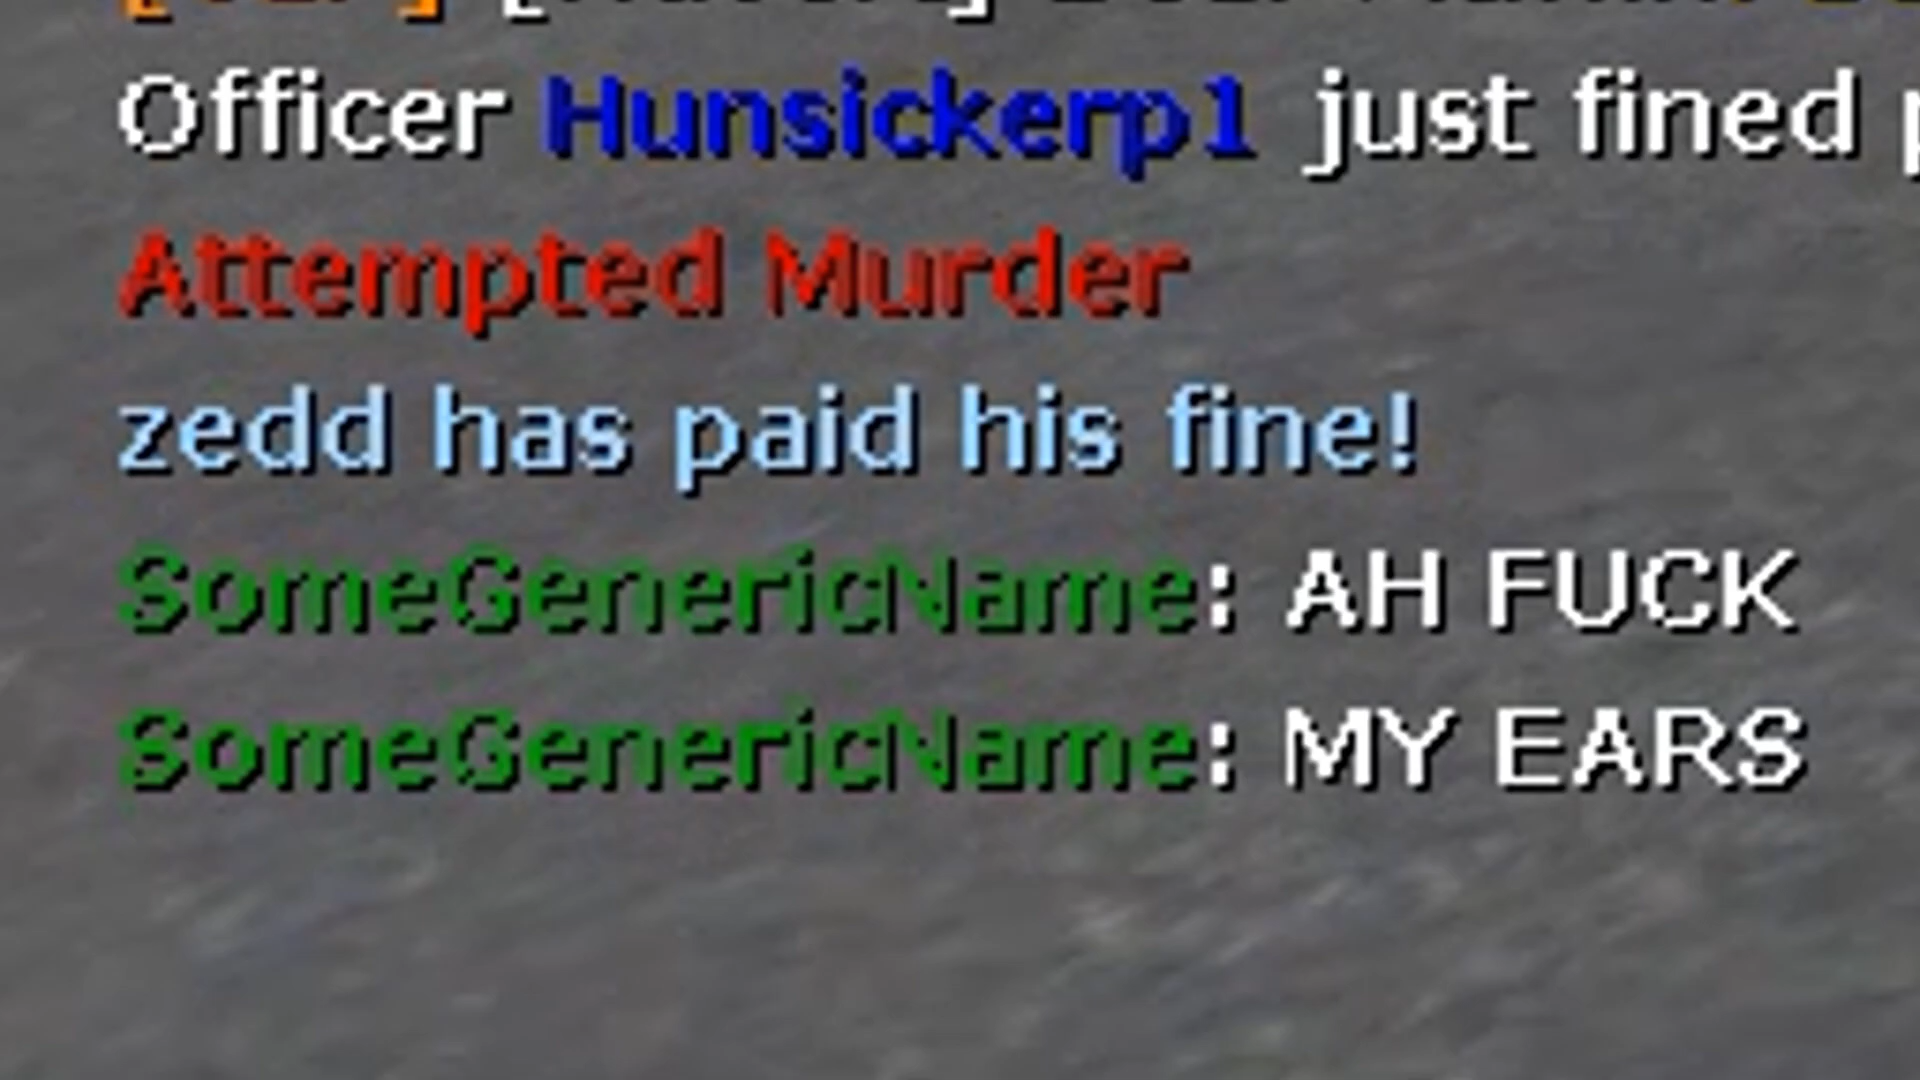 Officer Hunsickerp1 just fined
Attempted Murder
zedd has paid his fine!
SomeGenericName: AH FUCK
SomeGenericName: MY EARS